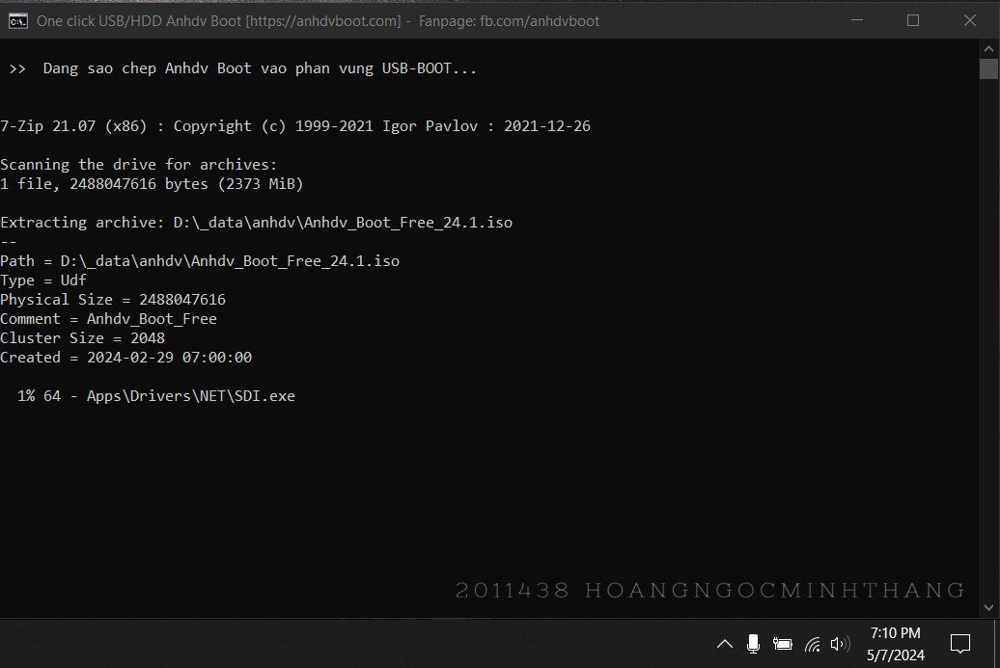 One click USB/HDD Anhdv Boot [https://anhdvboot.com] - Fanpage: fb.com/anhdvboot
>> Dang sao chep Anhdv Boot vao phan vung USB-BOOT...
7-Zip 21.07 (x86) : Copyright (c) 1999-2021 Igor Pavlov : 2021-12-26
Scanning the drive for archives:
1 file, 2488047616 bytes (2373 MiB)
Extracting archive: D:\_data\anhdv\Anhdv_Boot_Free_24.1.iso
--
Path = D:\_data\anhdv\Anhdv_Boot_Free_24.1.iso
Type = Udf
Physical Size = 2488047616
Comment = Anhdv_Boot_Free
Cluster Size = 2048
Created = 2024-02-29 07:00:00
1% 64 - Apps\Drivers\NET\SDI.exe
2011438 HOANGNGOCMINHTHANG
7:10 PM
5/7/2024